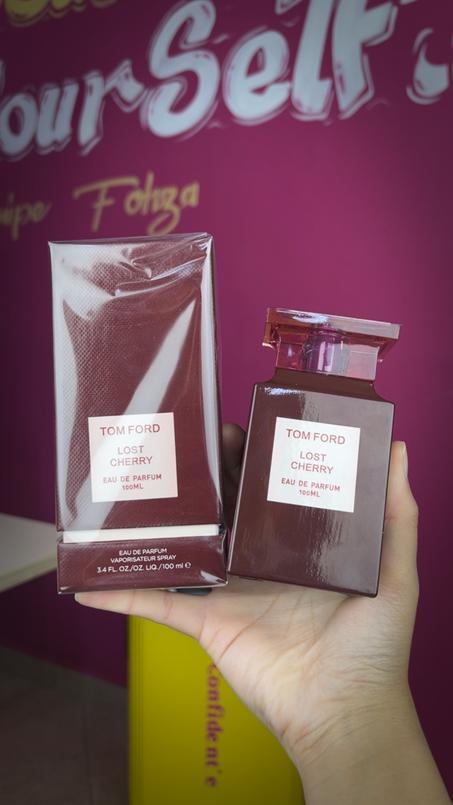 ourSelf
Fohza
TOM FORD
LOST
CHERRY
EAU DE PARFUM
100ML
EAU DE PARFUM
VAPORISATEUR SPRAY
3.4 FL. OZ./OZ. LIQ./100 ml e
TOM FORD
LOST
CHERRY
EAU DE PARFUM
100ML
Confident'e